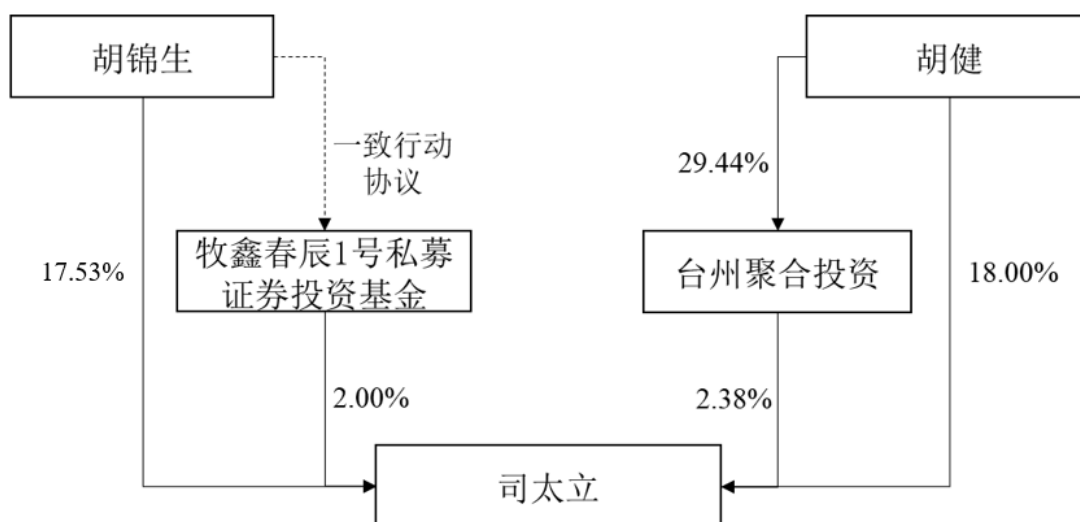 胡锦生
胡健
一致行动
协议
29.44%
牧鑫春辰1号私募
证券投资基金
台州聚合投资
17.53%
18.00%
2.00%
2.38%
司太立